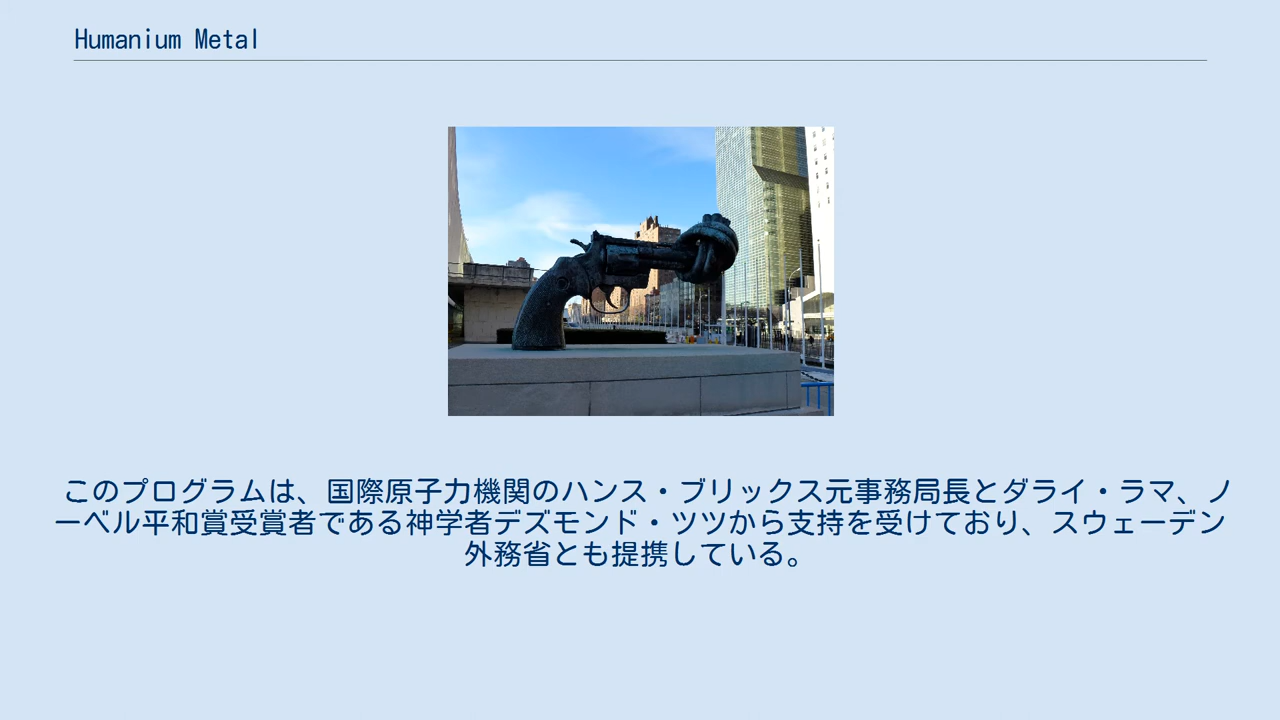 Humanium Metal
このプログラムは、国際原子力機関のハンス・ブリックス元事務局長とダライ・ラマ、ノ
ーベル平和賞受賞者である神学者デズモンド・ツツから支持を受けており、スウェーデン
外務省とも提携している。